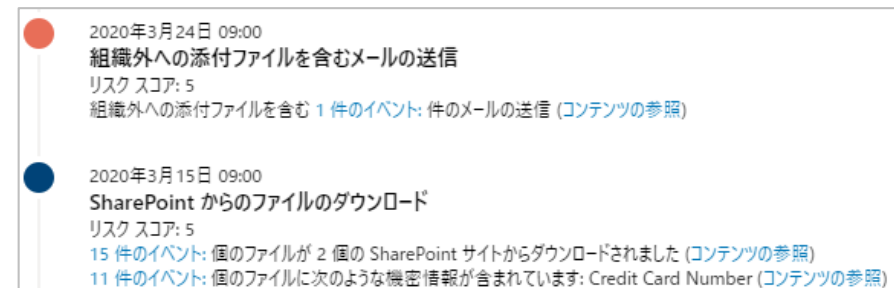 2020年3月24日 09:00
組織外への添付ファイルを含むメールの送信
リスク スコア: 5
組織外への添付ファイルを含む 1 件のイベント: 件のメールの送信 (コンテンツの参照)
2020年3月15日 09:00
SharePoint からのファイルのダウンロード
リスク スコア: 5
15 件のイベント: 個のファイルが 2 個の SharePoint サイトからダウンロードされました (コンテンツの参照)
11 件のイベント: 個のファイルに次のような機密情報が含まれています: Credit Card Number (コンテンツの参照)